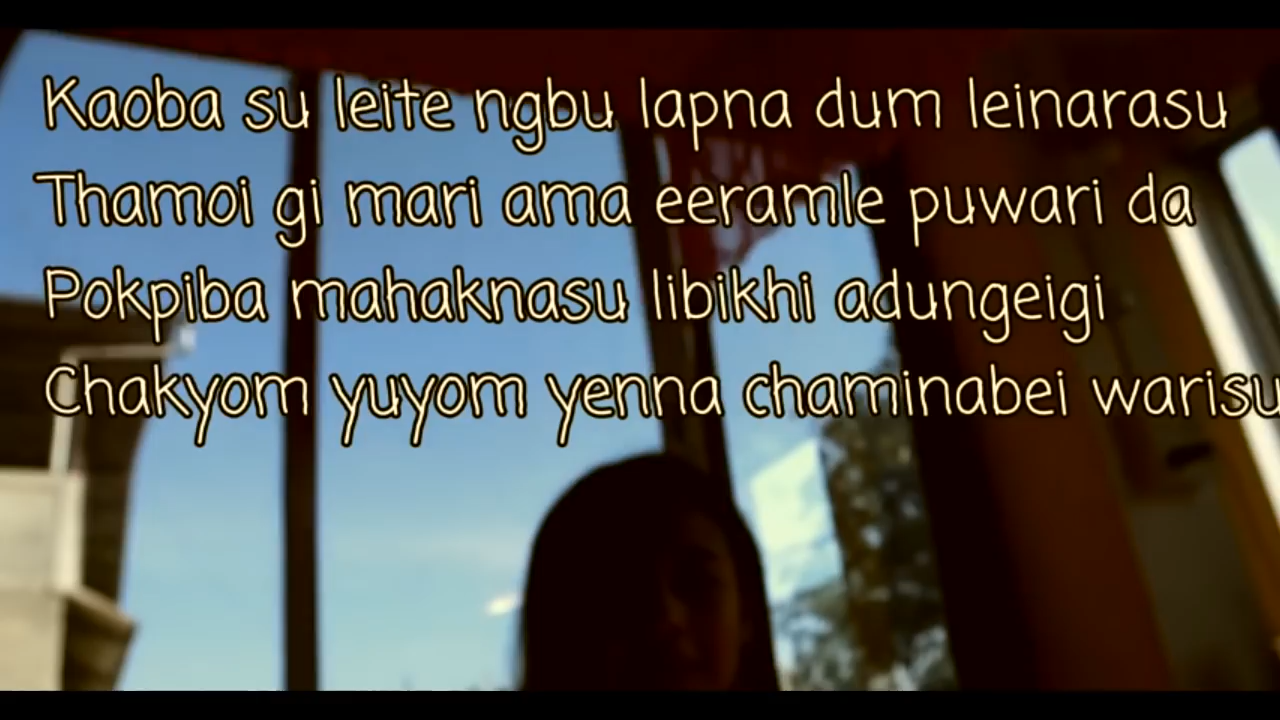 Kaoba su leite ngbu lapna dum leinarasu
Thamoi gi mari ama eeramle puwari da
Pokpiba mahaknasu libikhi adungeigi
Chakyom yuyom yenna chaminabei warisu